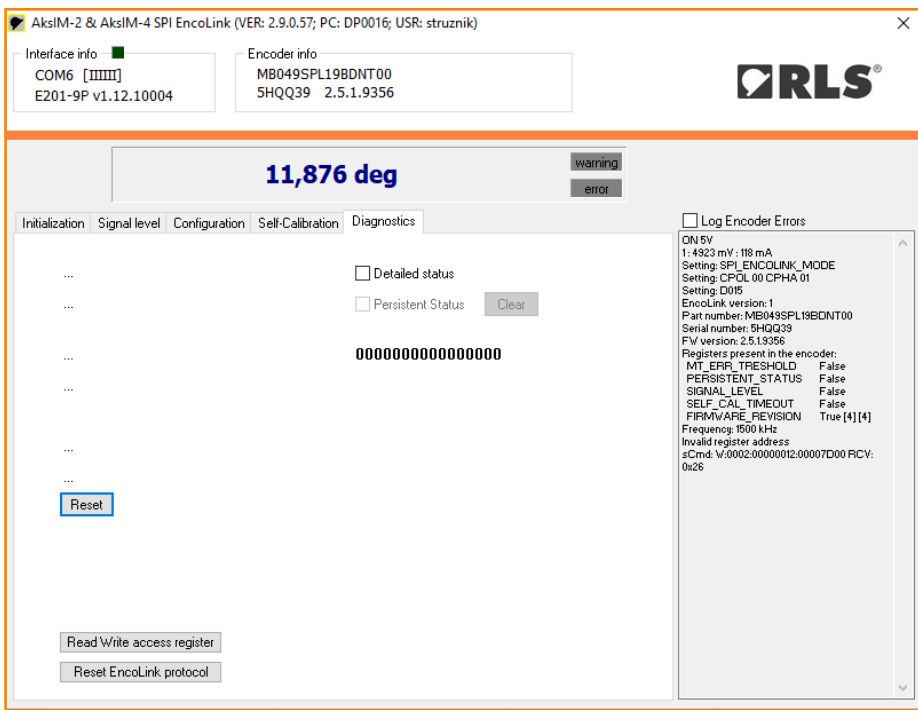 AksIM-2 & AksIM-4 SPI EncoLink (VER: 2.9.0.57; PC: DP0016; USR: struznik)
Interface info
COM6 [IIIIII]
E201-9P v1.12.10004
Encoder info
MB049SPL19BDNT00
5HQQ39 2.5.1.9356
RLS®
11,876 deg
warning
error
Initialization Signal level Configuration Self-Calibration Diagnostics
...
Detailed status
...
Persistent Status Clear
...
0000000000000000
...
...
...
Reset
Read Write access register
Reset EncoLink protocol
Log Encoder Errors
ON 5V
1: 4923 mV : 118 mA
Setting: SPI_ENCOLINK_MODE
Setting: CPOL 00 CPHA 01
Setting: D015
EncoLink version: 1
Part number: MB049SPL19BDNT00
Serial number: 5HQQ39
FW version: 2.5.1.9356
Registers present in the encoder:
MT_ERR_TRESHOLD False
PERSISTENT_STATUS False
SIGNAL_LEVEL False
SELF_CAL_TIMEOUT False
FIRMWARE_REVISION True [4] [4]
Frequency: 1500 kHz
Invalid register address
sCmd: W:0002:00000012:00007D00 RCV:
0x26